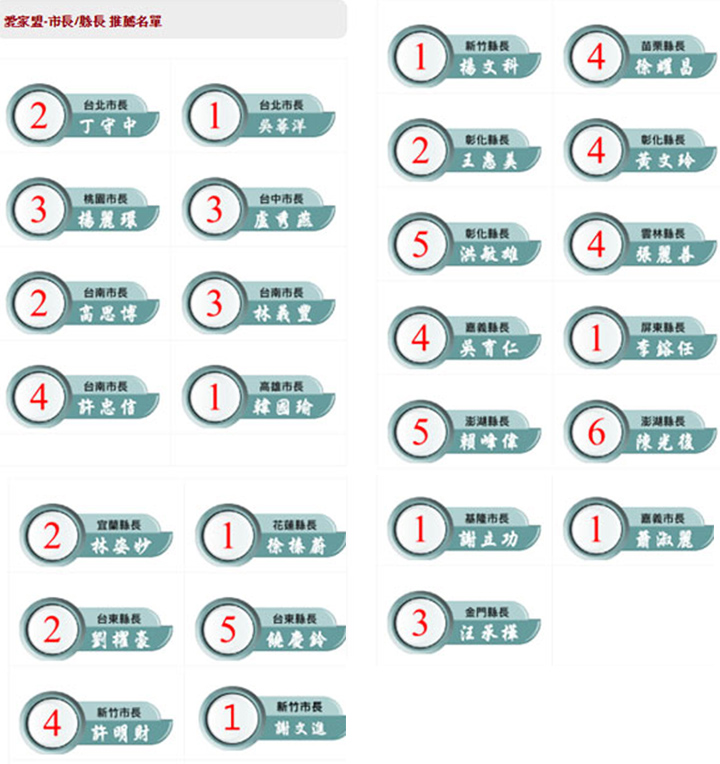 愛家盟-市長/縣長 推薦名單
2 台北市長 丁守中
1 台北市長 吳萼洋
3 桃園市長 楊麗環
3 台中市長 盧秀燕
2 台南市長 高思博
3 台南市長 林義豐
4 台南市長 許忠信
1 高雄市長 韓國瑜
2 宜蘭縣長 林姿妙
1 花蓮縣長 徐榛蔚
2 台東縣長 劉櫂豪
5 台東縣長 饒慶鈴
4 新竹市長 許明財
1 新竹市長 謝文進
1 新竹縣長 楊文科
4 苗栗縣長 徐耀昌
2 彰化縣長 王惠美
4 彰化縣長 黃文玲
5 彰化縣長 洪敏雄
4 雲林縣長 張麗善
4 嘉義縣長 吳育仁
1 屏東縣長 李鎔任
5 澎湖縣長 賴峰偉
6 澎湖縣長 陳光復
1 基隆市長 謝立功
1 嘉義市長 蕭淑麗
3 金門縣長 汪承樺